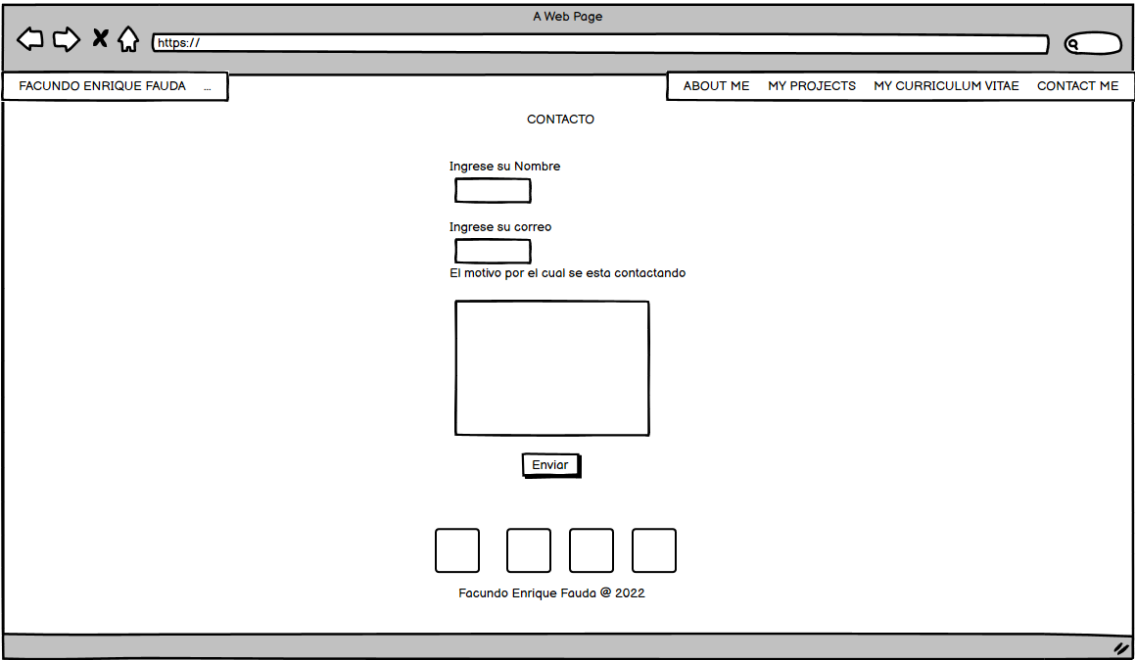 A Web Page
https://
FACUNDO ENRIQUE FAUDA ...
ABOUT ME MY PROJECTS MY CURRICULUM VITAE CONTACT ME
CONTACTO
Ingrese su Nombre
Ingrese su correo
El motivo por el cual se esta contactando
Enviar
Facundo Enrique Fauda @ 2022